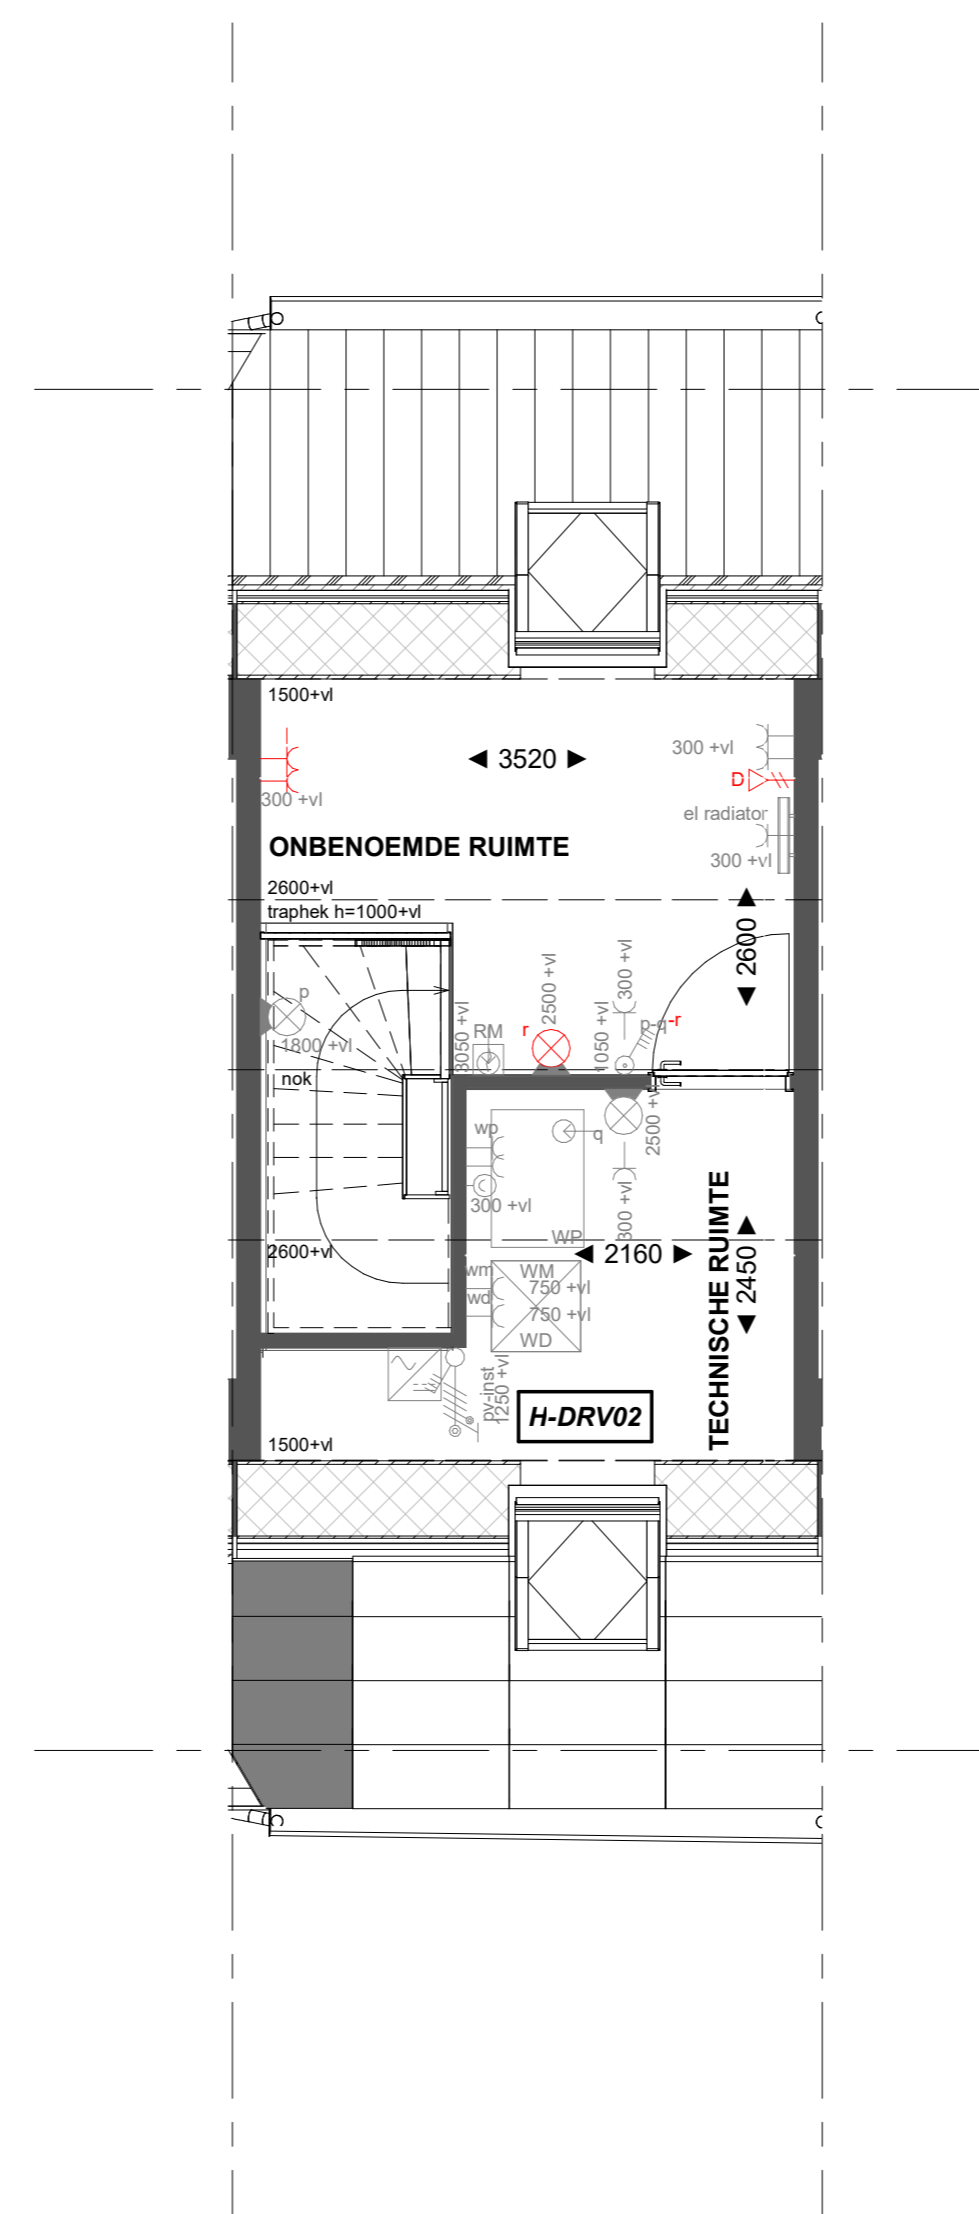 1500+vl
◄ 3520 ►
300 +vl
300 +vl
D
el radiator
300 +vl
ONBENOEMDE RUIMTE
2600+vl
traphek h=1000+vl
◄ 2600 ►
p
1800 +vl
nok
3050 +vl
RM
r
2500 +vl
1050 +vl
300 +vl
p-q-r
2500 +vl
wp
q
300 +vl
WP
300 +vl
◄ 2160 ►
2600+vl
wm
wd
WM
750 +vl
750 +vl
WD
TECHNISCHE RUIMTE
◄ 2450 ►
pv-inst
1250 +vl
H-DRV02
1500+vl